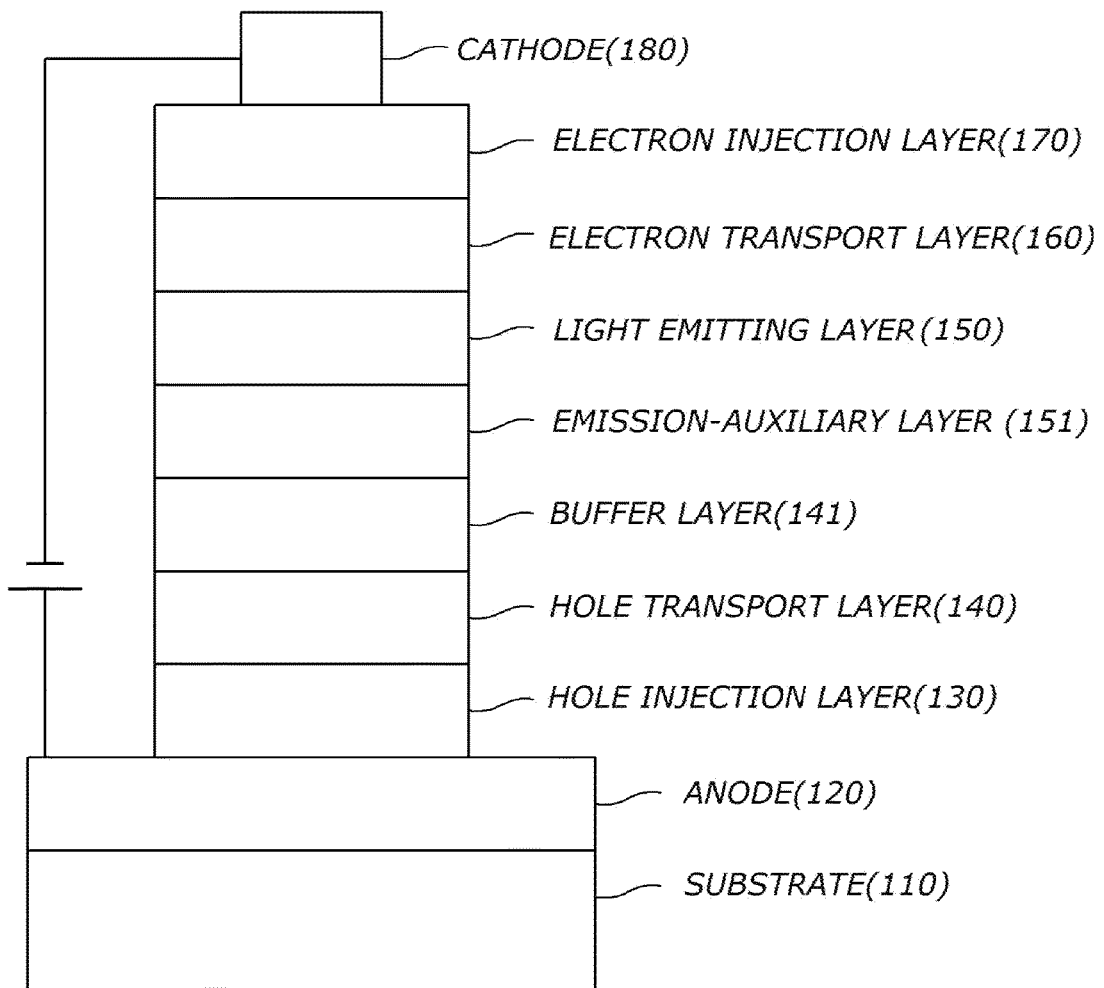 CATHODE(180)
ELECTRON INJECTION LAYER(170)
ELECTRON TRANSPORT LAYER(160)
LIGHT EMITTING LAYER(150)
EMISSION-AUXILIARY LAYER (151)
BUFFER LAYER(141)
HOLE TRANSPORT LAYER(140)
HOLE INJECTION LAYER(130)
ANODE(120)
SUBSTRATE(110)